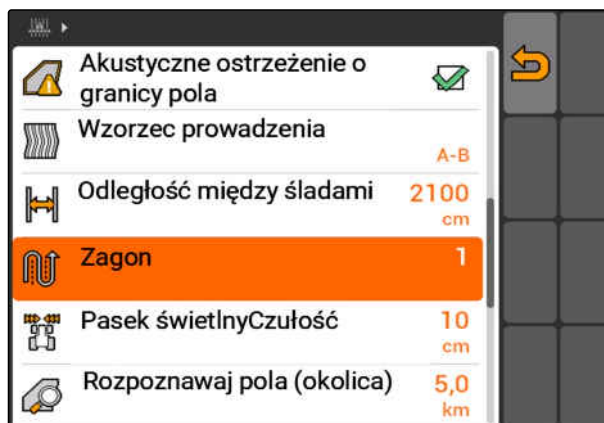 Akustyczne ostrzeżenie o
granicy pola
Wzorzec prowadzenia
A-B
Odległość między śladami 2100
cm
Zagon 1
Pasek świetlnyCzułość 10
cm
Rozpoznawaj pola (okolica) 5,0
km